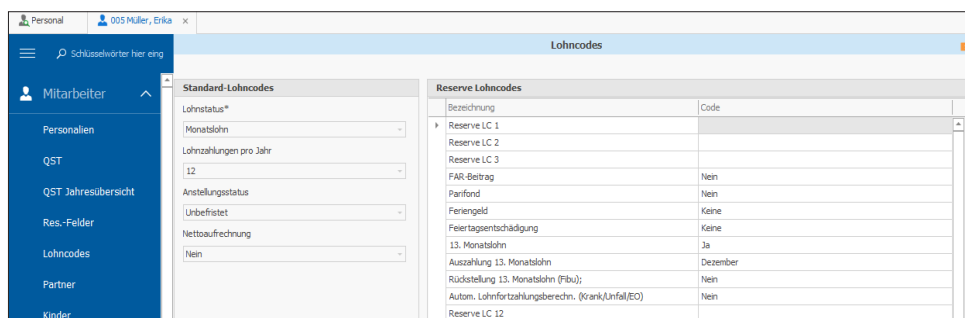 Personal
005 Müller, Erika ×
Schlüsselwörter hier eing
Lohncodes
Mitarbeiter
Personalien
QST
QST Jahresübersicht
Res.-Felder
Lohncodes
Partner
Kinder
Standard-Lohncodes
Lohnstatus*
Monatslohn
Lohnzahlungen pro Jahr
12
Anstellungsstatus
Unbefristet
Nettoaufrechnung
Nein
Reserve Lohncodes
Bezeichnung Code
Reserve LC 1
Reserve LC 2
Reserve LC 3
FAR-Beitrag Nein
Parifond Nein
Feriengeld Keine
Feiertagsentschädigung Keine
13. Monatslohn Ja
Auszahlung 13. Monatslohn Dezember
Rückstellung 13. Monatslohn (Fibu); Nein
Autom. Lohnfortzahlungsberechn. (Krank/Unfall/EO) Nein
Reserve LC 12